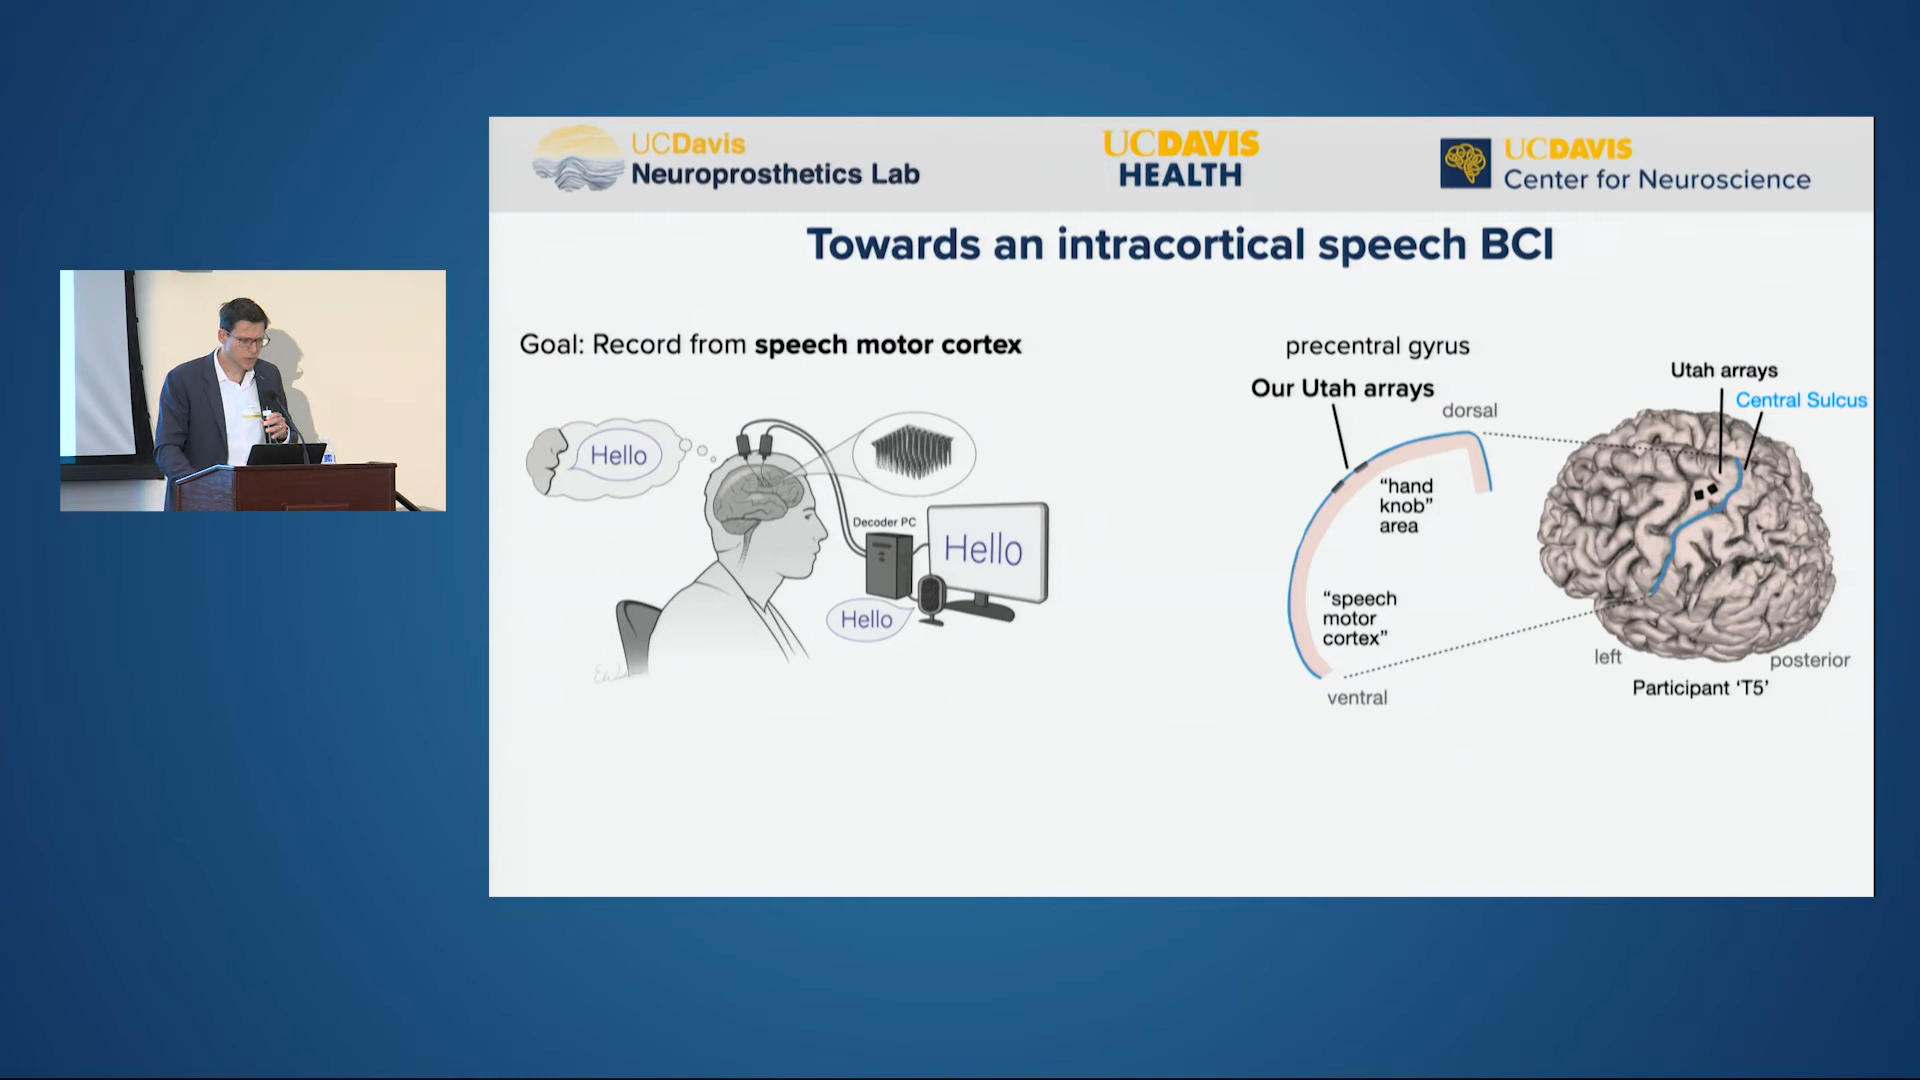 UCDavis
Neuroprosthetics Lab
UCDAVIS
HEALTH
UCDAVIS
Center for Neuroscience
Towards an intracortical speech BCI
Goal: Record from speech motor cortex
Hello
Decoder PC
Hello
Hello
precentral gyrus
Our Utah arrays
dorsal
“hand
knob”
area
“speech
motor
cortex”
ventral
Utah arrays
Central Sulcus
left
posterior
Participant ‘T5’